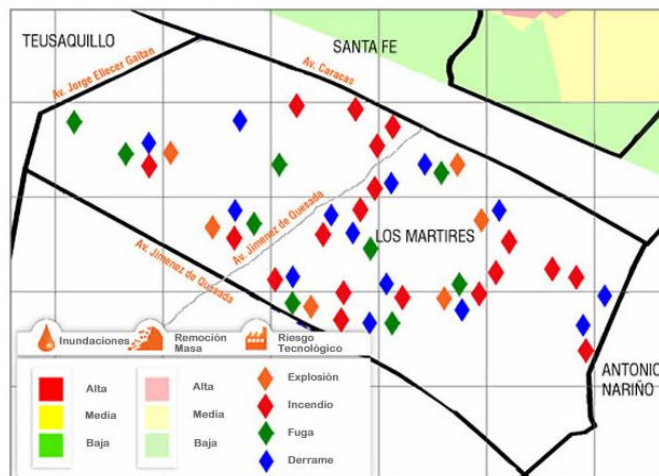 TEUSAQUILLO
SANTA FE
Av. Jorge Eliecer Gaitan
Av. Caracas
Av. Jimenez de Quesada
LOS MARTIRES
Av. Jimenez de Quesada
ANTONIO
NARIÑO
Inundaciones
Remoción
Masa
Riesgo
Tecnológico
Alta
Media
Baja
Alta
Media
Baja
Explosión
Incendio
Fuga
Derrame